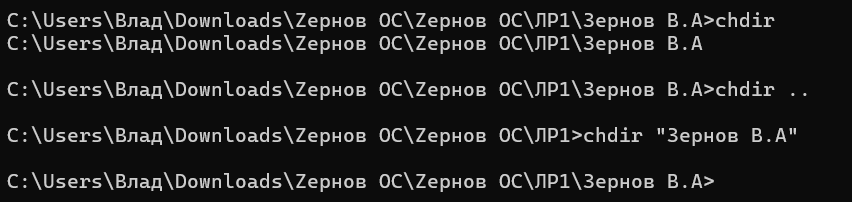 C:\Users\Влад\Downloads\Zернов ОС\Zернов ОС\ЛР1\Зернов В.А>chdir
C:\Users\Влад\Downloads\Zернов ОС\Zернов ОС\ЛР1\Зернов В.А
C:\Users\Влад\Downloads\Zернов ОС\Zернов ОС\ЛР1\Зернов В.А>chdir ..
C:\Users\Влад\Downloads\Zернов ОС\Zернов ОС\ЛР1>chdir "Зернов В.А"
C:\Users\Влад\Downloads\Zернов ОС\Zернов ОС\ЛР1\Зернов В.А>